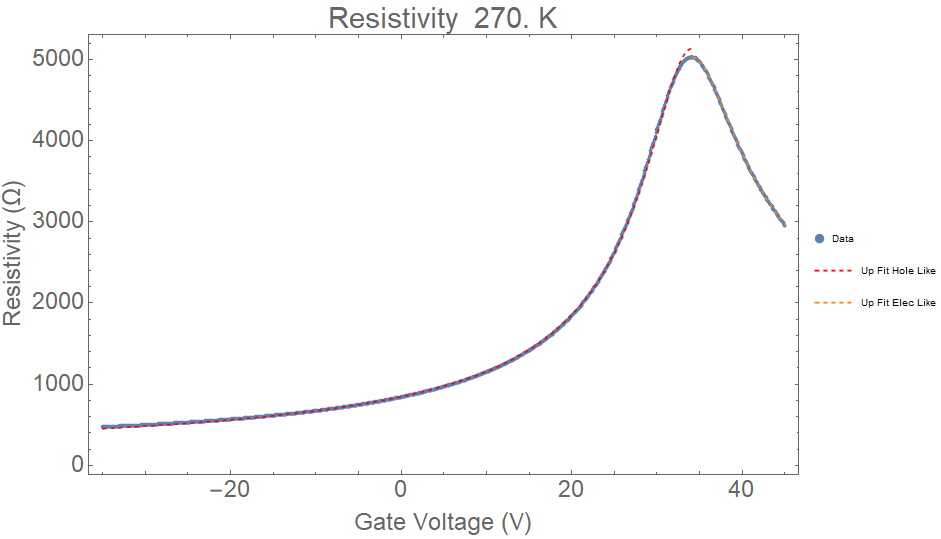 Resistivity 270. K
5000
4000
3000
2000
1000
0
Resistivity (Ω)
−20
0
20
40
Gate Voltage (V)
Data
Up Fit Hole Like
Up Fit Elec Like